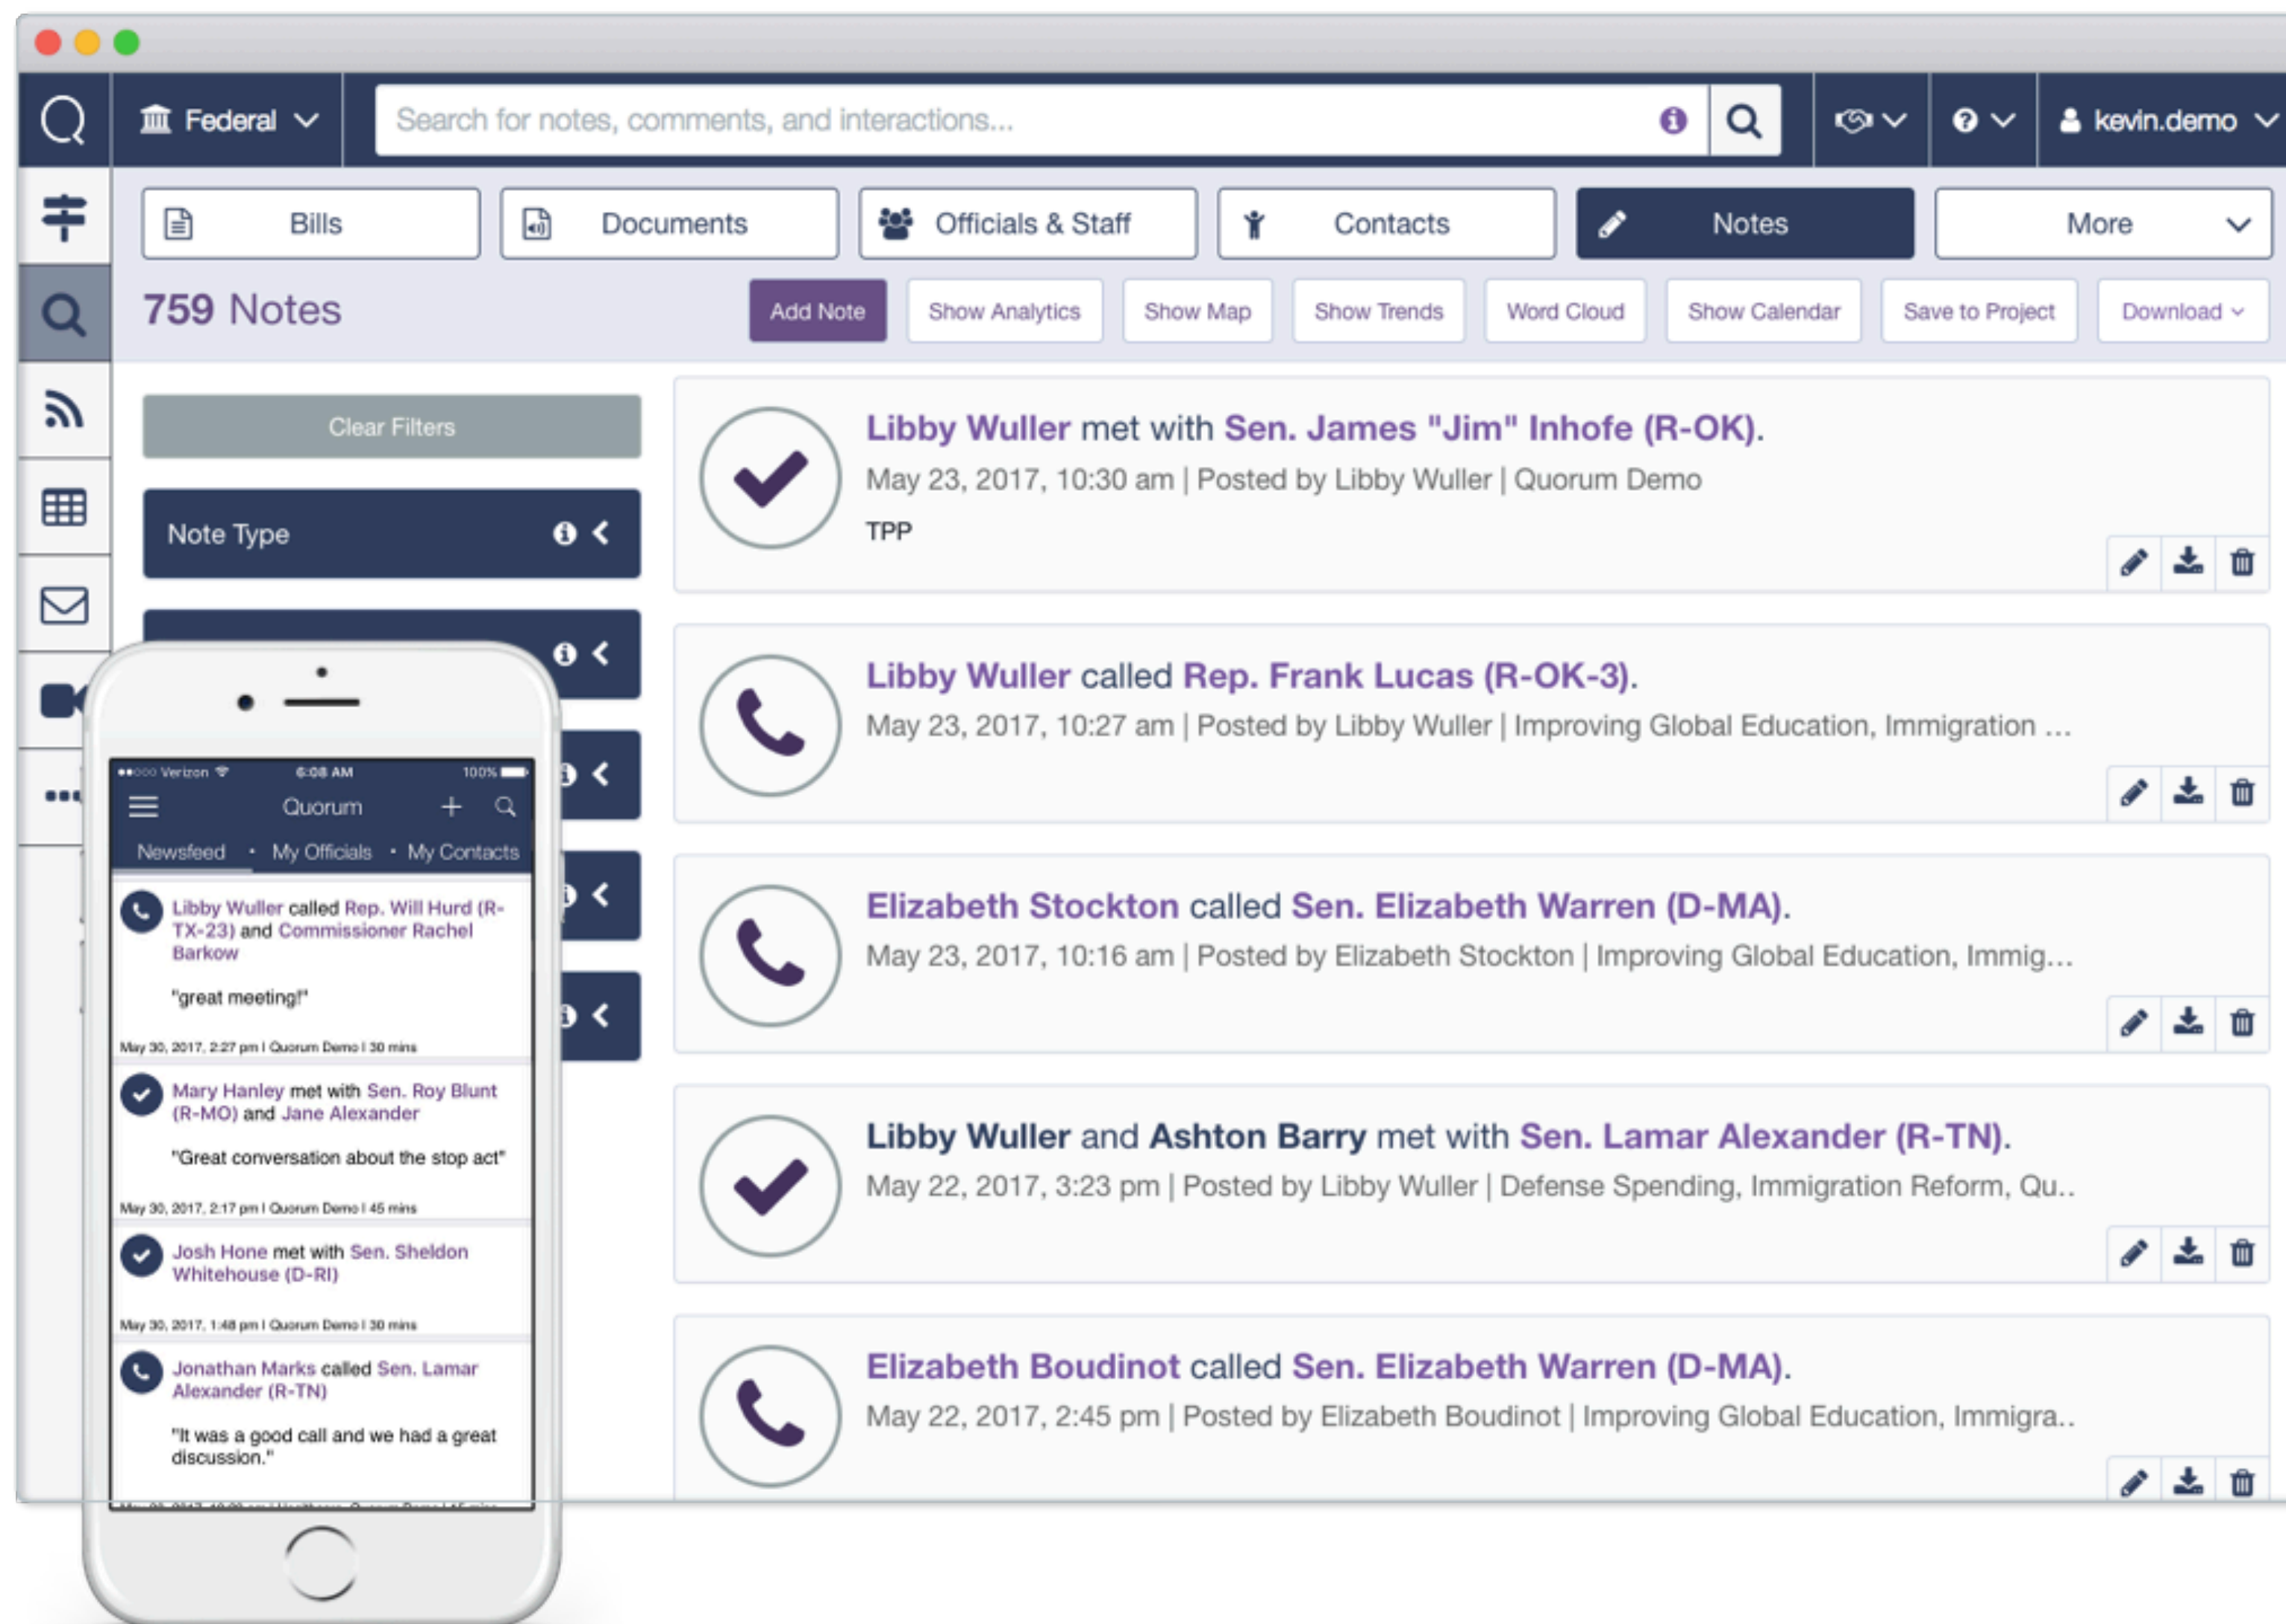 Federal
Search for notes, comments, and interactions...
kevin.demo
Bills
Documents
Officials & Staff
Contacts
Notes
More
759 Notes
Add Note
Show Analytics
Show Map
Show Trends
Word Cloud
Show Calendar
Save to Project
Download
Clear Filters
Note Type
Libby Wuller met with Sen. James "Jim" Inhofe (R-OK).
May 23, 2017, 10:30 am | Posted by Libby Wuller | Quorum Demo
TPP
Libby Wuller called Rep. Frank Lucas (R-OK-3).
May 23, 2017, 10:27 am | Posted by Libby Wuller | Improving Global Education, Immigration ...
Elizabeth Stockton called Sen. Elizabeth Warren (D-MA).
May 23, 2017, 10:16 am | Posted by Elizabeth Stockton | Improving Global Education, Immig...
Libby Wuller and Ashton Barry met with Sen. Lamar Alexander (R-TN).
May 22, 2017, 3:23 pm | Posted by Libby Wuller | Defense Spending, Immigration Reform, Qu..
Elizabeth Boudinot called Sen. Elizabeth Warren (D-MA).
May 22, 2017, 2:45 pm | Posted by Elizabeth Boudinot | Improving Global Education, Immigra..
Verizon 6:08 AM 100%
Quorum
Newsfeed • My Officials • My Contacts
Libby Wuller called Rep. Will Hurd (R-
TX-23) and Commissioner Rachel
Barkow
"great meeting!"
May 30, 2017, 2:27 pm | Quorum Demo | 30 mins
Mary Hanley met with Sen. Roy Blunt
(R-MO) and Jane Alexander
"Great conversation about the stop act"
May 30, 2017, 2:17 pm | Quorum Demo | 45 mins
Josh Hone met with Sen. Sheldon
Whitehouse (D-RI)
May 30, 2017, 1:48 pm | Quorum Demo | 30 mins
Jonathan Marks called Sen. Lamar
Alexander (R-TN)
"It was a good call and we had a great
discussion."